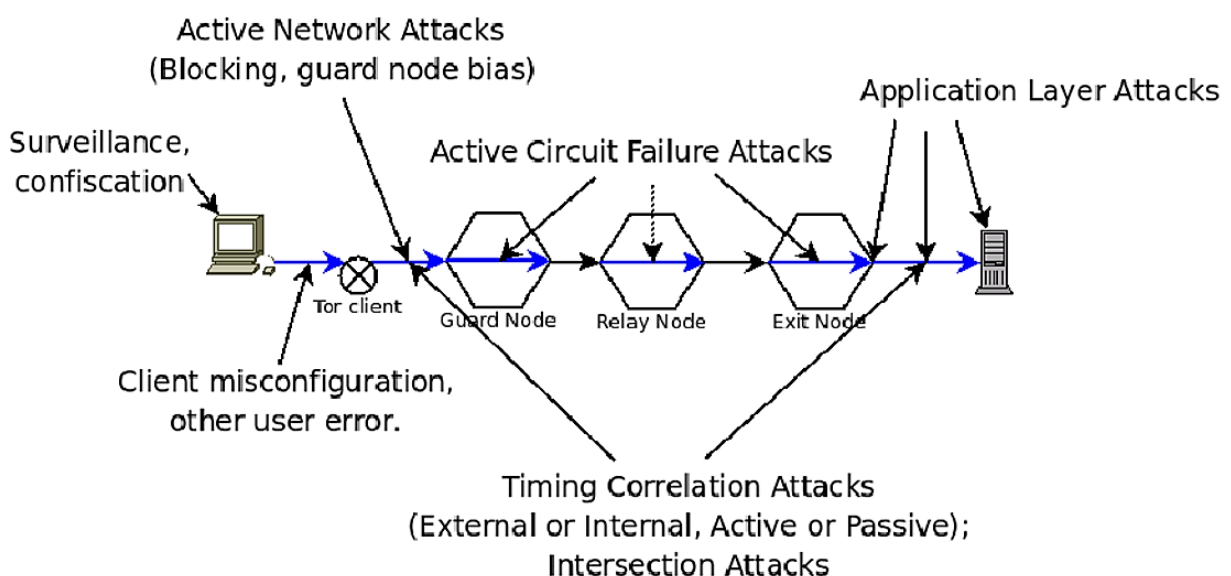 Active Network Attacks
(Blocking, guard node bias)
Application Layer Attacks
Surveillance,
confiscation
Active Circuit Failure Attacks
Tor client
Guard Node
Relay Node
Exit Node
Client misconfiguration,
other user error.
Timing Correlation Attacks
(External or Internal, Active or Passive);
Intersection Attacks